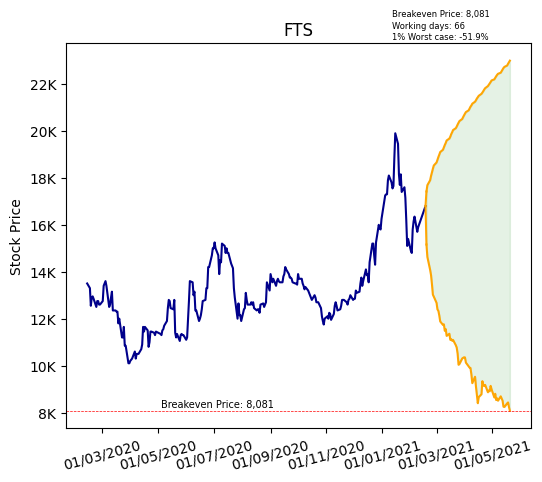 FTS
Breakeven Price: 8,081
Working days: 66
1% Worst case: -51.9%
Stock Price
22K
20K
18K
16K
14K
12K
10K
8K
Breakeven Price: 8,081
01/03/2020
01/05/2020
01/07/2020
01/09/2020
01/11/2020
01/01/2021
01/03/2021
01/05/2021